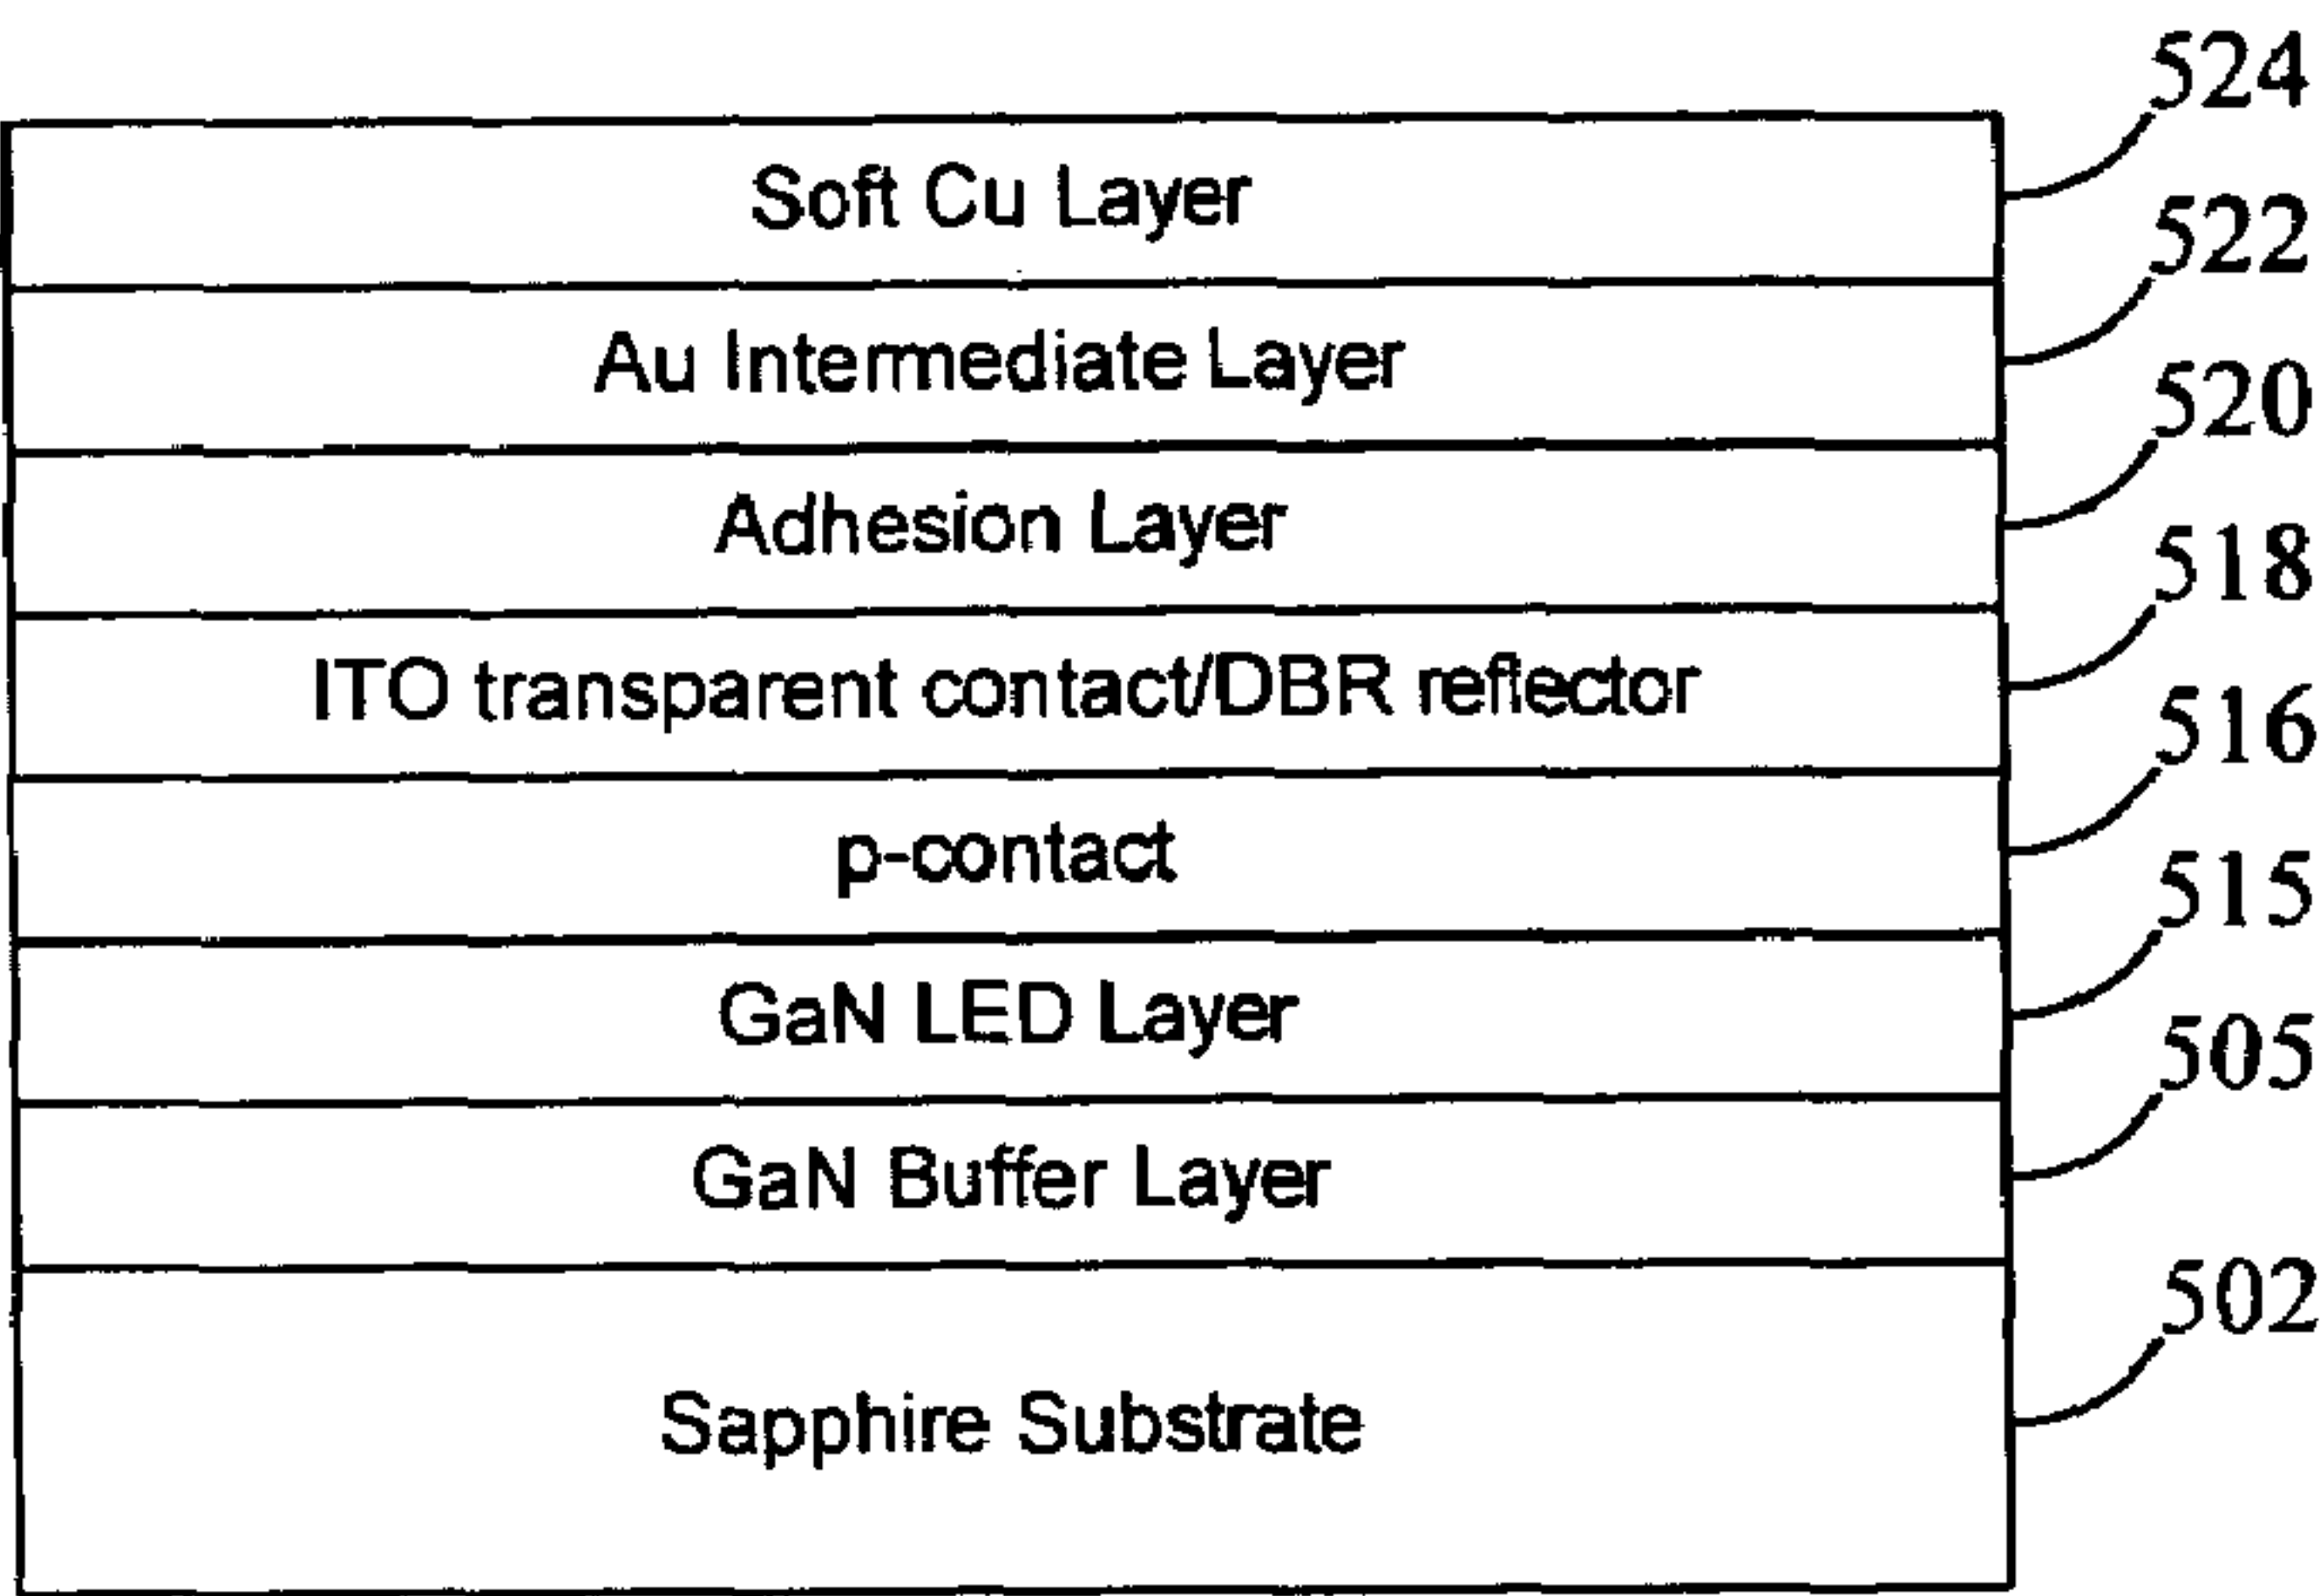 524
Soft Cu Layer
522
Au Intermediate Layer
520
Adhesion Layer
518
ITO transparent contact/DBR reflector
516
p-contact
515
GaN LED Layer
505
GaN Buffer Layer
502
Sapphire Substrate